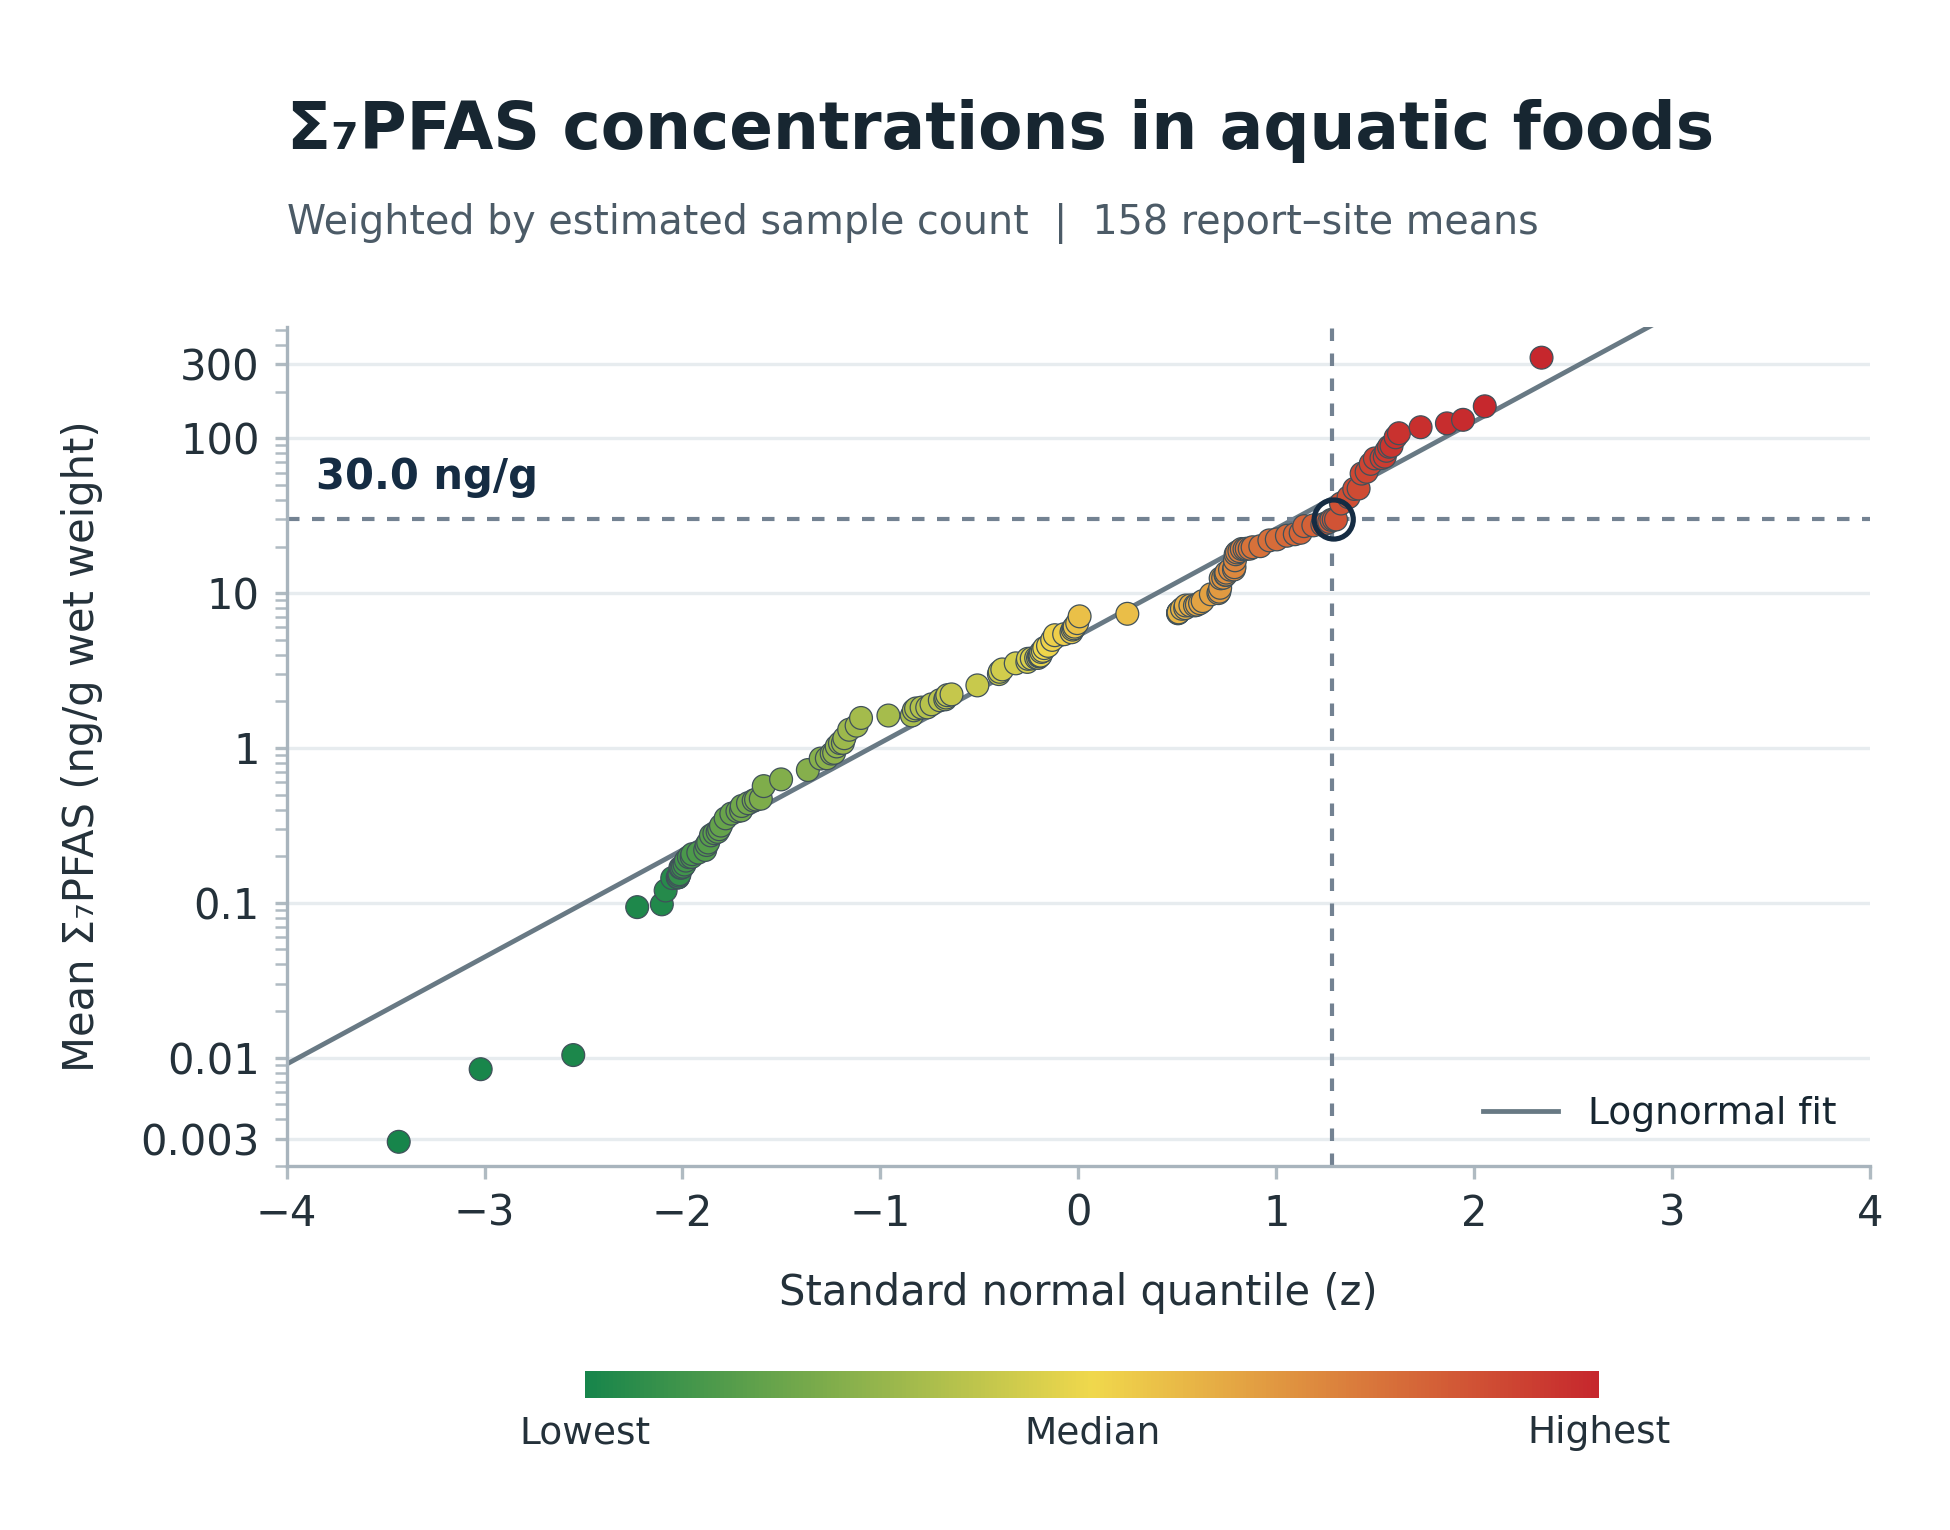 Σ₇PFAS concentrations in aquatic foods
Weighted by estimated sample count | 158 report–site means
Mean Σ₇PFAS (ng/g wet weight)
300
100
10
1
0.1
0.01
0.003
30.0 ng/g
Lognormal fit
−4 −3 −2 −1 0 1 2 3 4
Standard normal quantile (z)
Lowest Median Highest